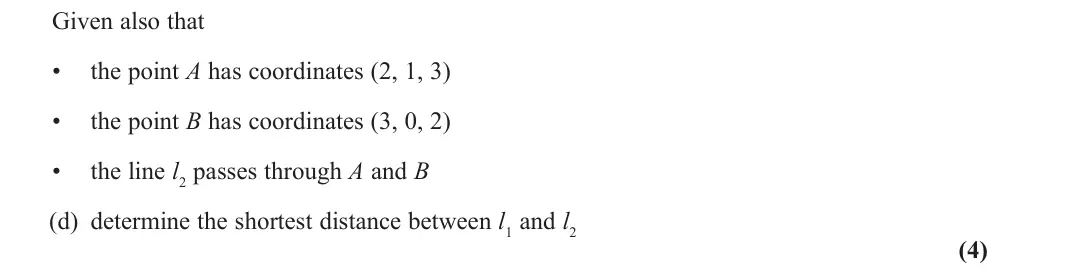 Given also that
• the point A has coordinates (2, 1, 3)
• the point B has coordinates (3, 0, 2)
• the line l₂ passes through A and B
(d) determine the shortest distance between l₁ and l₂
(4)